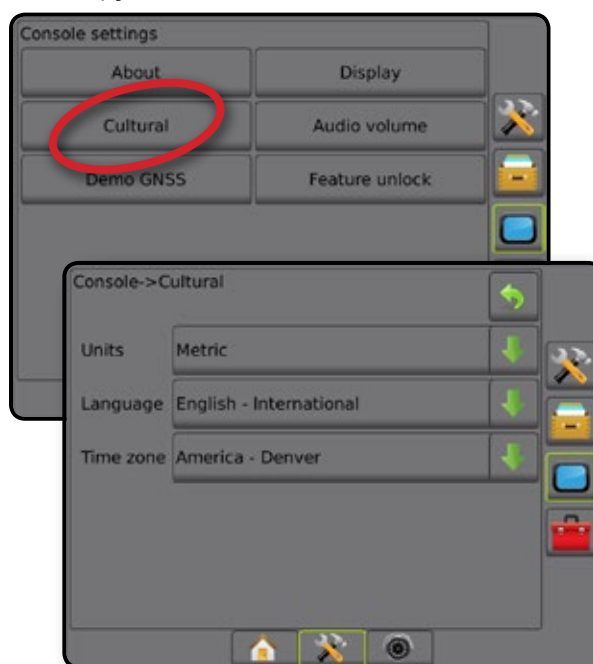 Console settings
About
Display
Cultural
Audio volume
Demo GNSS
Feature unlock
Console->Cultural
Units Metric
Language English - International
Time zone America - Denver